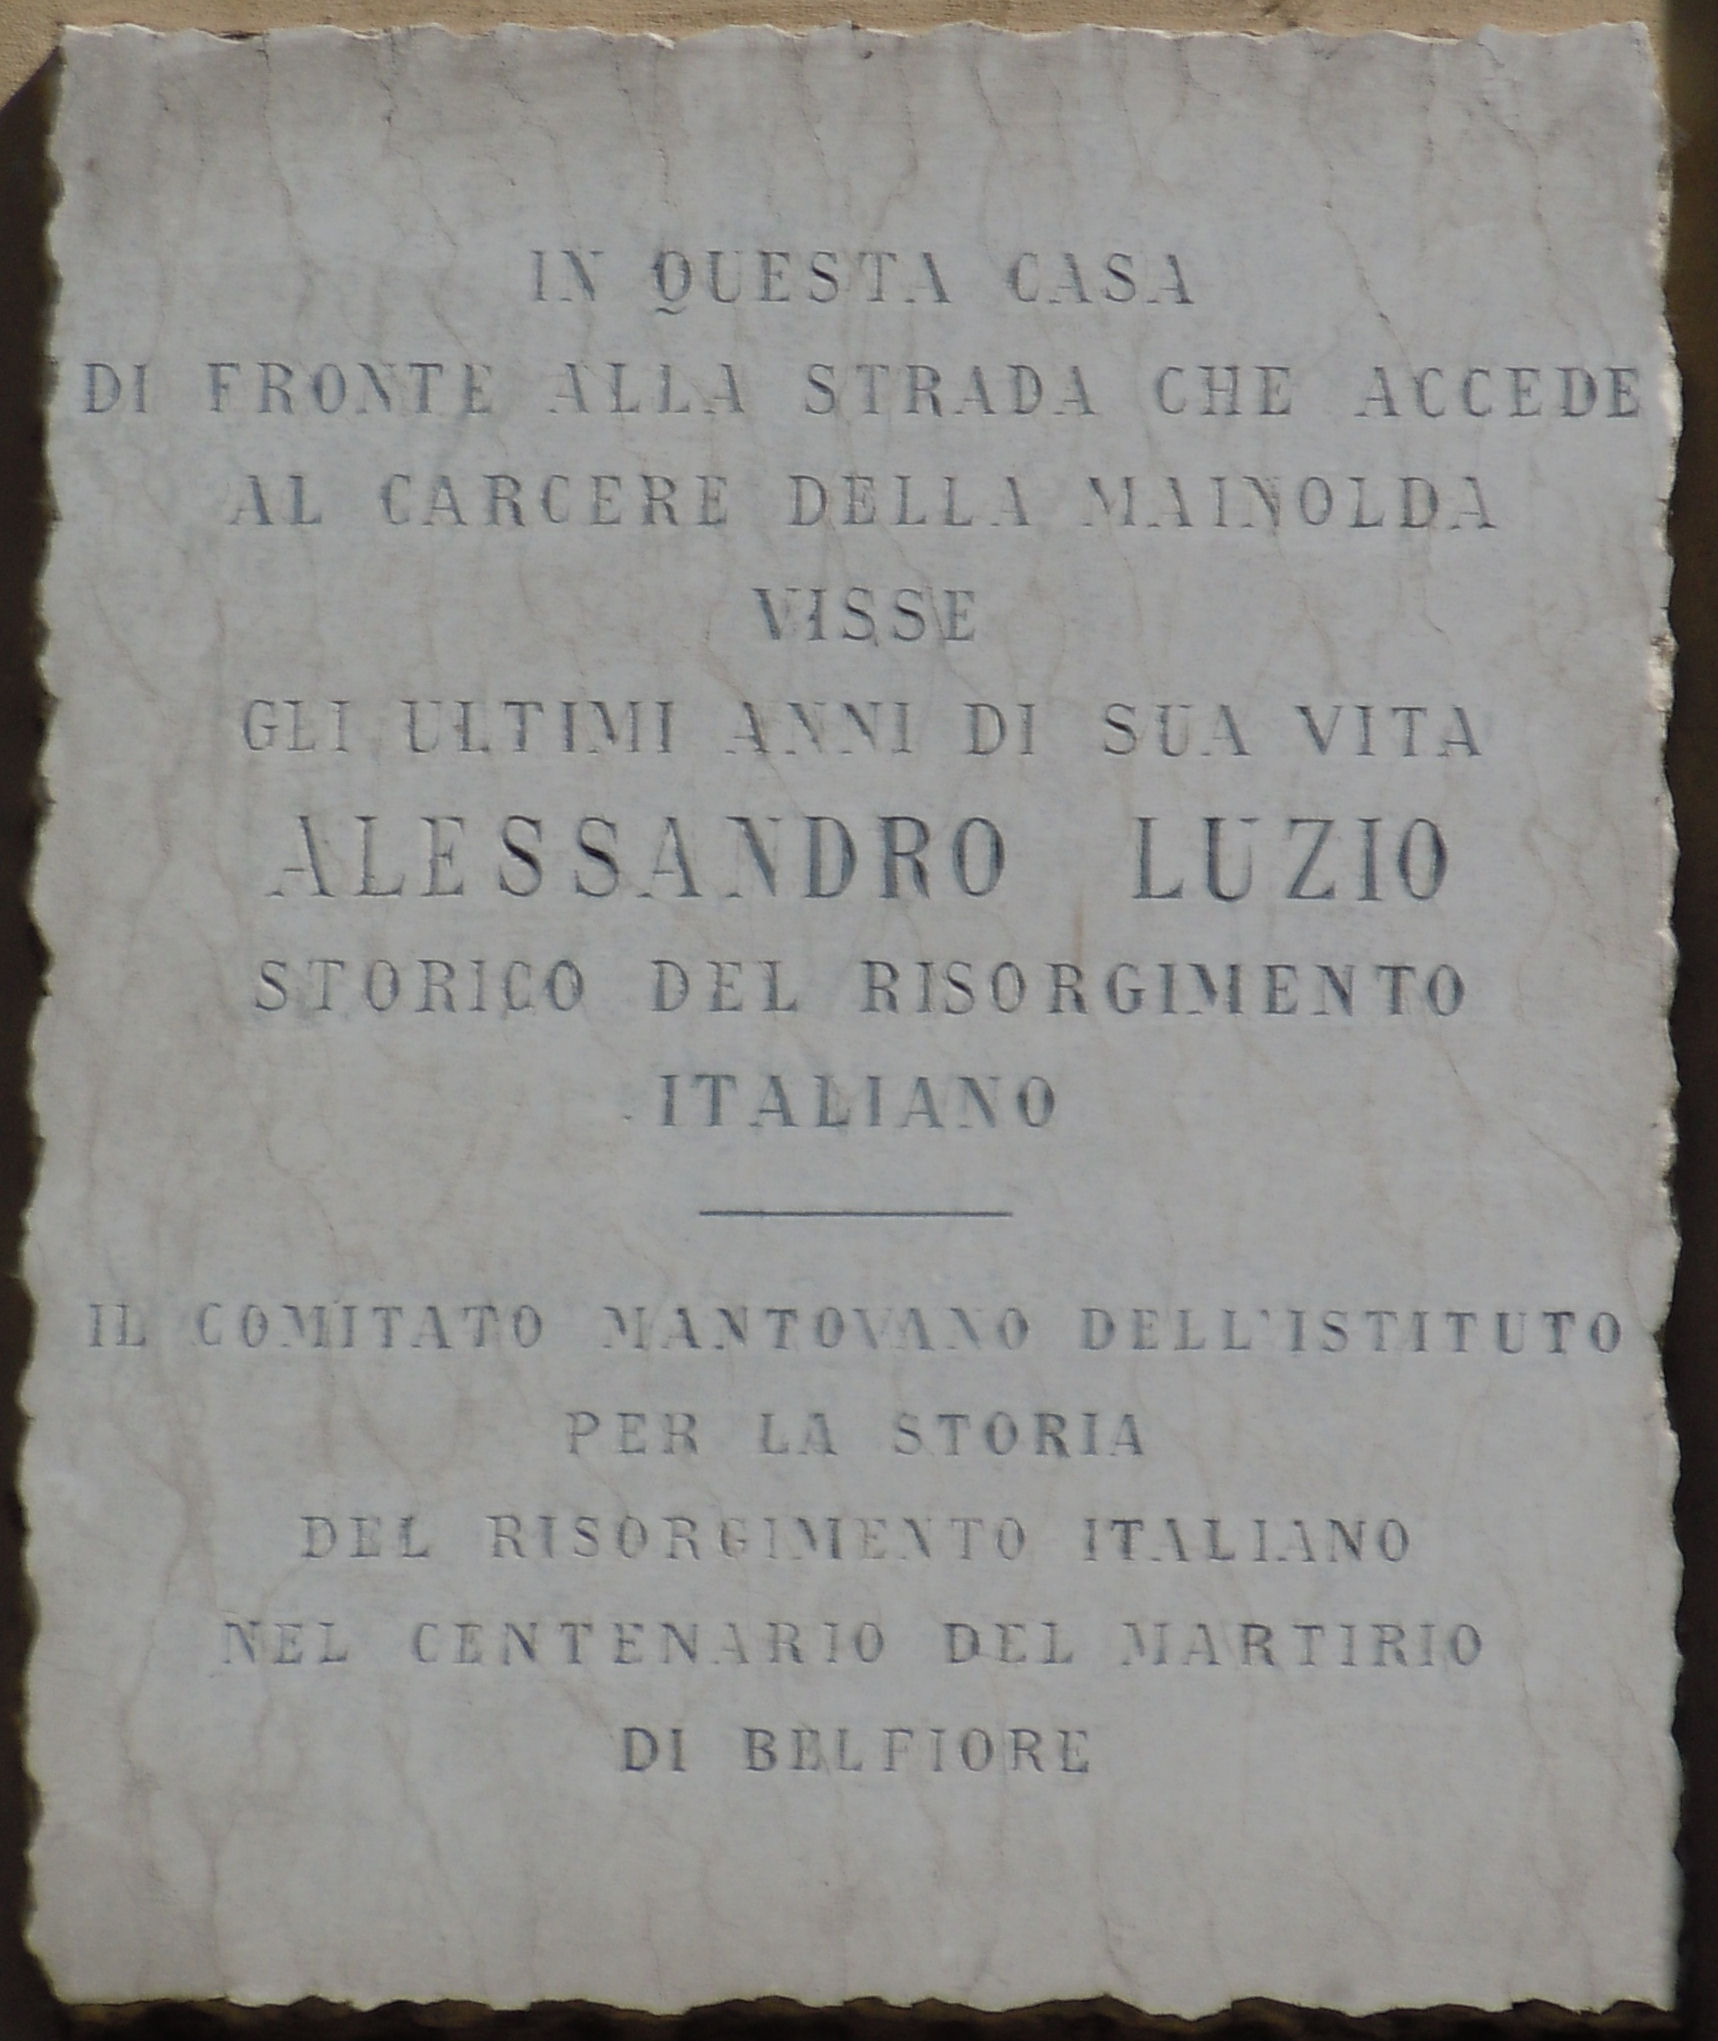 IN QUESTA CASA
DI FRONTE ALLA STRADA CHE ACCEDE
AL CARCERE DELLA MAINOLDA
VISSE
GLI ULTIMI ANNI DI SUA VITA
ALESSANDRO LUZIO
STORICO DEL RISORGIMENTO
ITALIANO
IL COMITATO MANTOVANO DELL'ISTITUTO
PER LA STORIA
DEL RISORGIMENTO ITALIANO
NEL CENTENARIO DEL MARTIRIO
DI BELFIORE